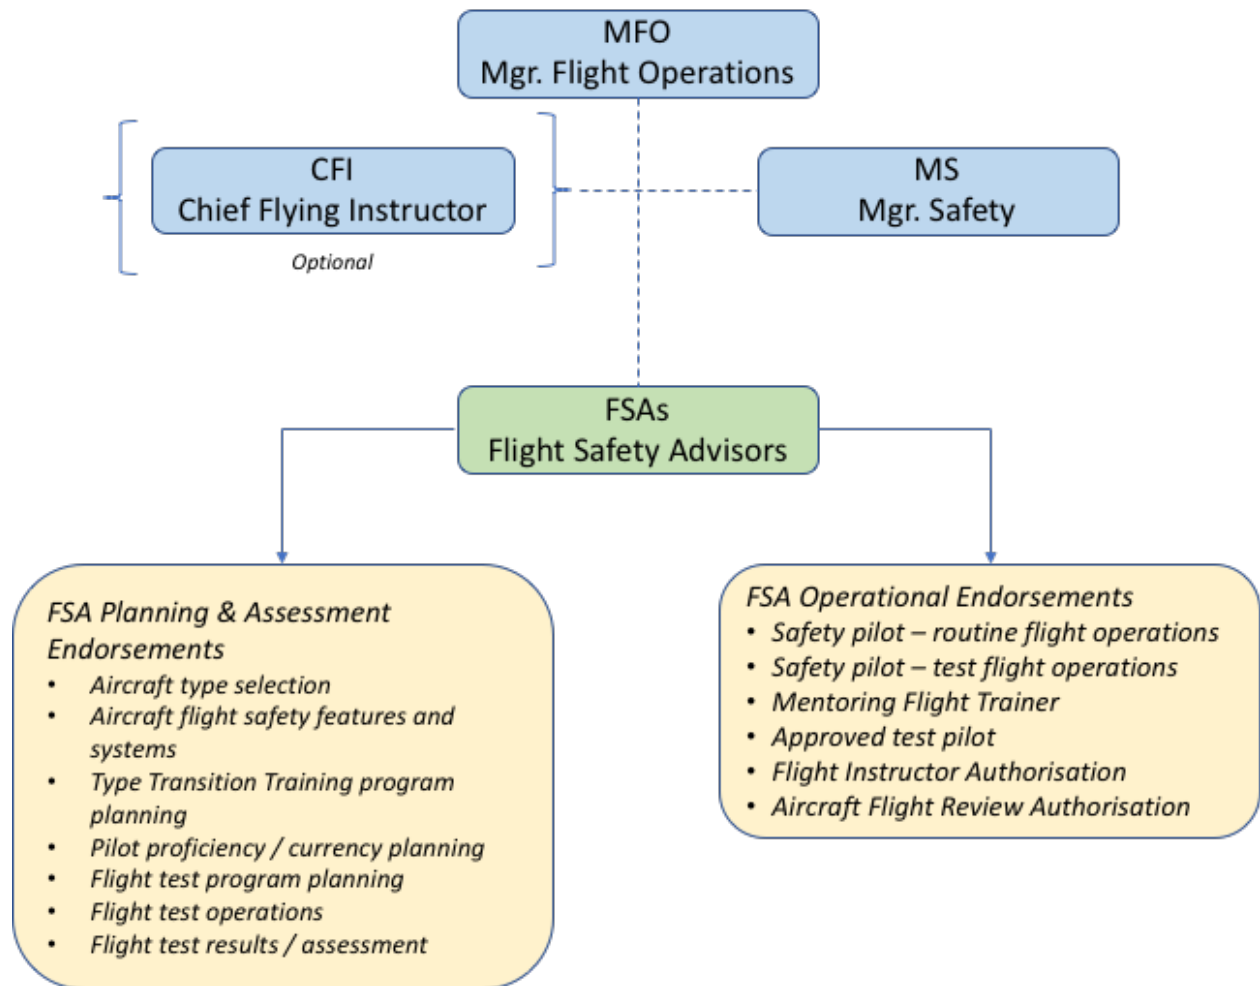 MFO
Mgr. Flight Operations
CFI
Chief Flying Instructor
Optional
MS
Mgr. Safety
FSAs
Flight Safety Advisors
FSA Planning & Assessment
Endorsements
• Aircraft type selection
• Aircraft flight safety features and
systems
• Type Transition Training program
planning
• Pilot proficiency / currency planning
• Flight test program planning
• Flight test operations
• Flight test results / assessment
FSA Operational Endorsements
• Safety pilot – routine flight operations
• Safety pilot – test flight operations
• Mentoring Flight Trainer
• Approved test pilot
• Flight Instructor Authorisation
• Aircraft Flight Review Authorisation